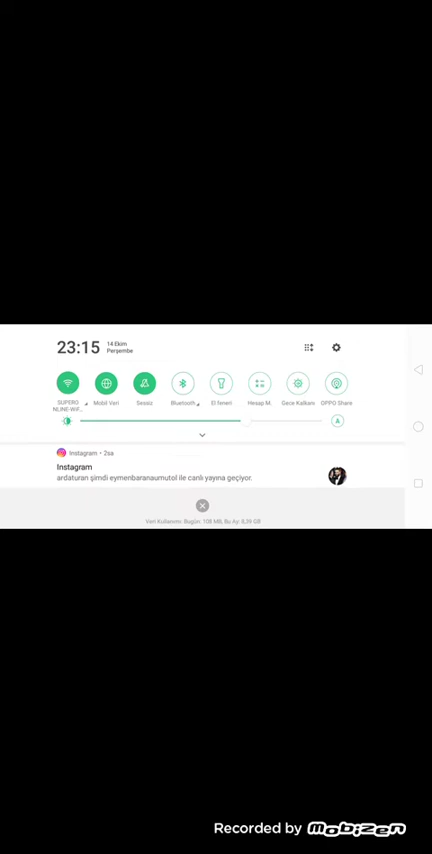 23:15
14 Ekim
Perşembe
SUPERO
NLINE-WiF...
Mobil Veri
Sessiz
Bluetooth
El feneri
Hesap M.
Gece Kalkanı
OPPO Share
A
Instagram • 2sa
Instagram
ardaturan şimdi eymenbaranaumutol ile canlı yayına geçiyor.
Veri Kullanımı: Bugün: 108 MB, Bu Ay: 8,39 GB
Recorded by Mobizen